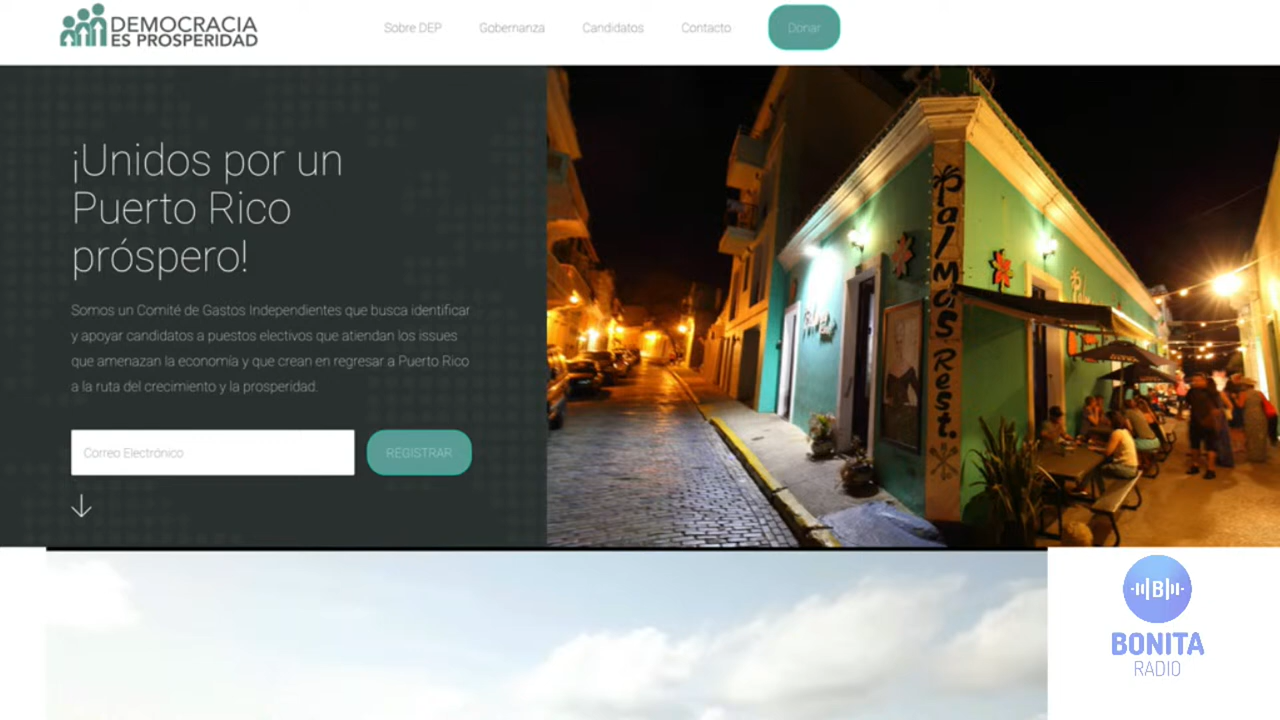 DEMOCRACIA
ES PROSPERIDAD
Sobre DEP
Gobernanza
Candidatos
Contacto
Donar
¡Unidos por un
Puerto Rico
próspero!
Somos un Comité de Gastos Independientes que busca identificar
y apoyar candidatos a puestos electivos que atiendan los issues
que amenazan la economía y que crean en regresar a Puerto Rico
a la ruta del crecimiento y la prosperidad.
Correo Electrónico
REGISTRAR
Palmas Rest.
B
BONITA
RADIO